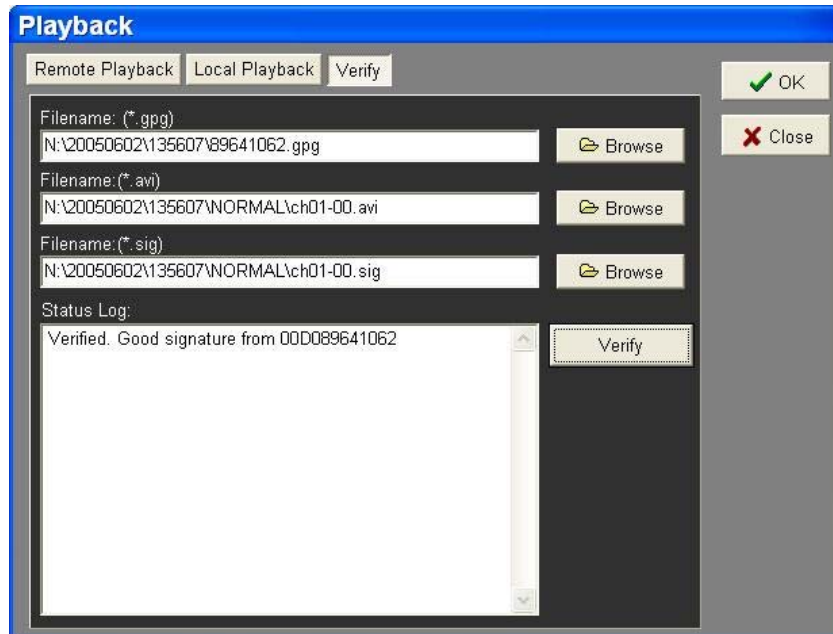 Playback
Remote Playback Local Playback Verify
OK
Filename: (*.gpg)
N:\20050602\135607\89641062.gpg Browse
Close
Filename:(*.avi)
N:\20050602\135607\NORMAL\ch01-00.avi Browse
Filename:(*.sig)
N:\20050602\135607\NORMAL\ch01-00.sig Browse
Status Log:
Verified. Good signature from 00D089641062
Verify